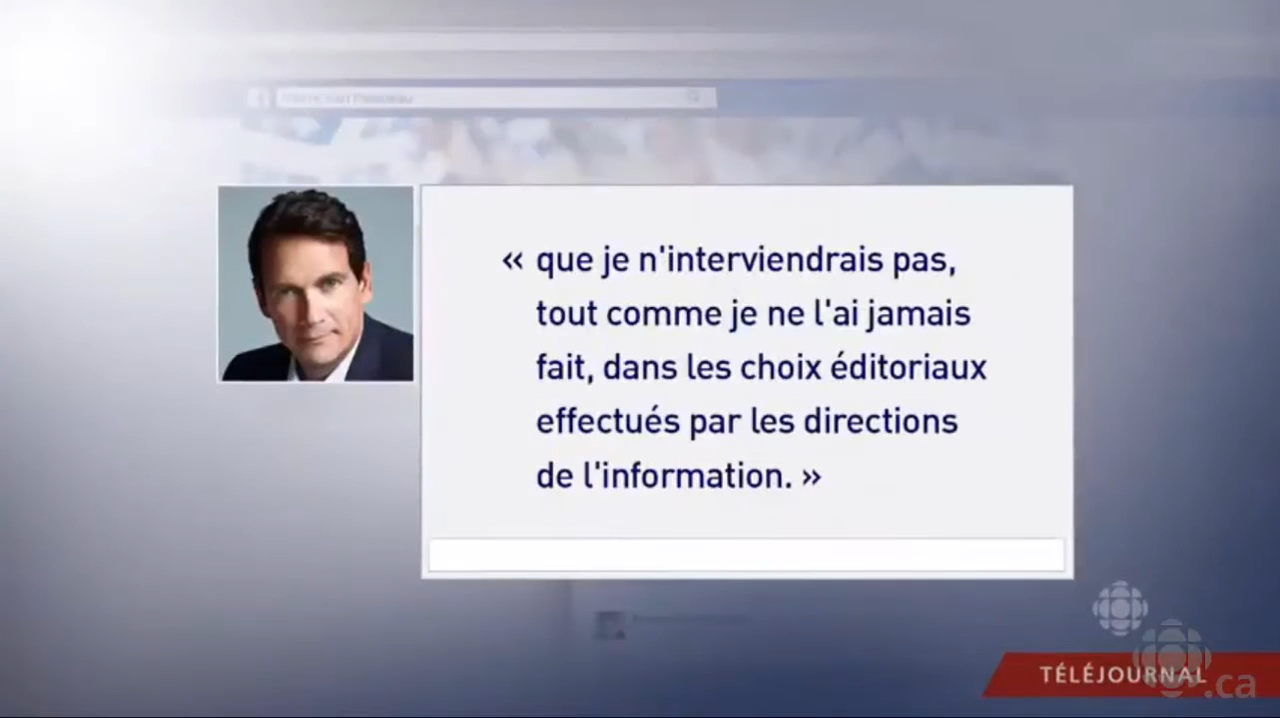 « que je n'interviendrais pas,
tout comme je ne l'ai jamais
fait, dans les choix éditoriaux
effectués par les directions
de l'information. »
TÉLÉJOURNAL
.ca